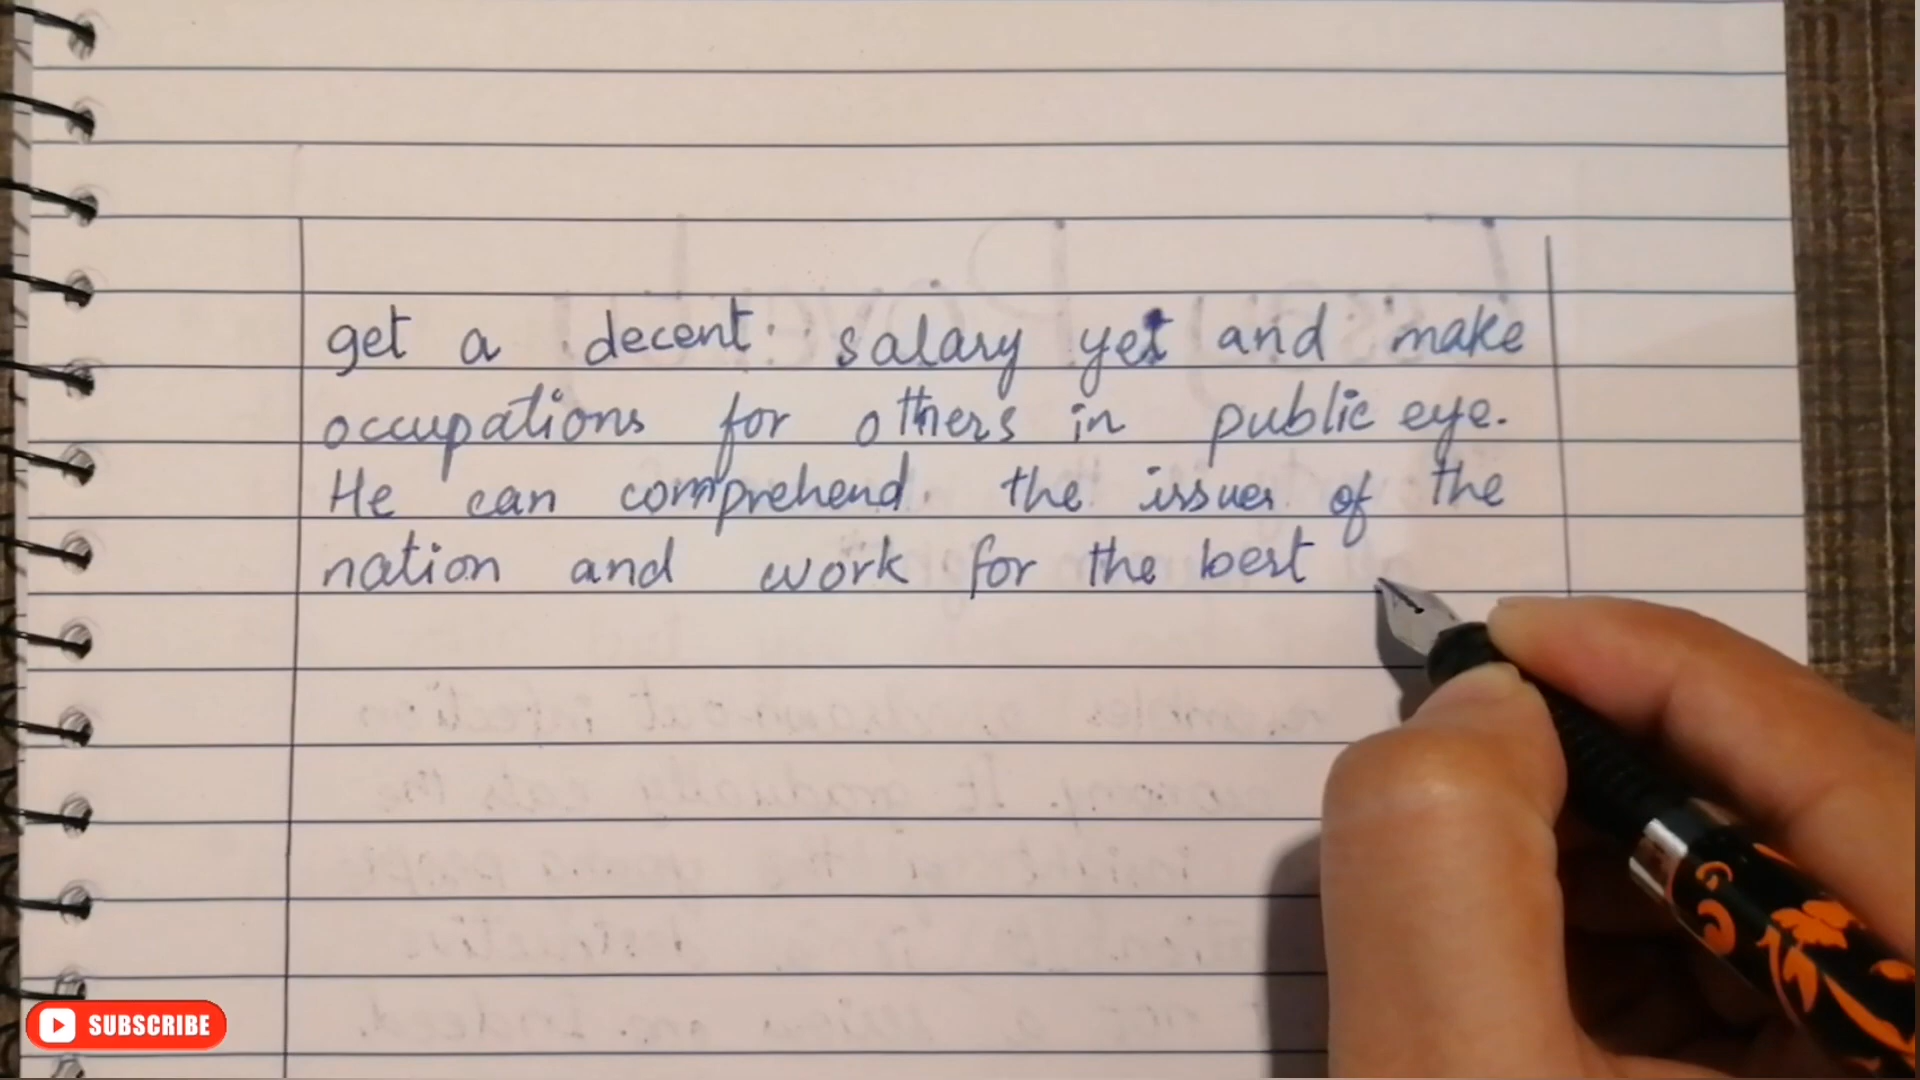 get a decent salary yet and make
occupations for others in public eye.
He can comprehend the issues of the
nation and work for the best
SUBSCRIBE